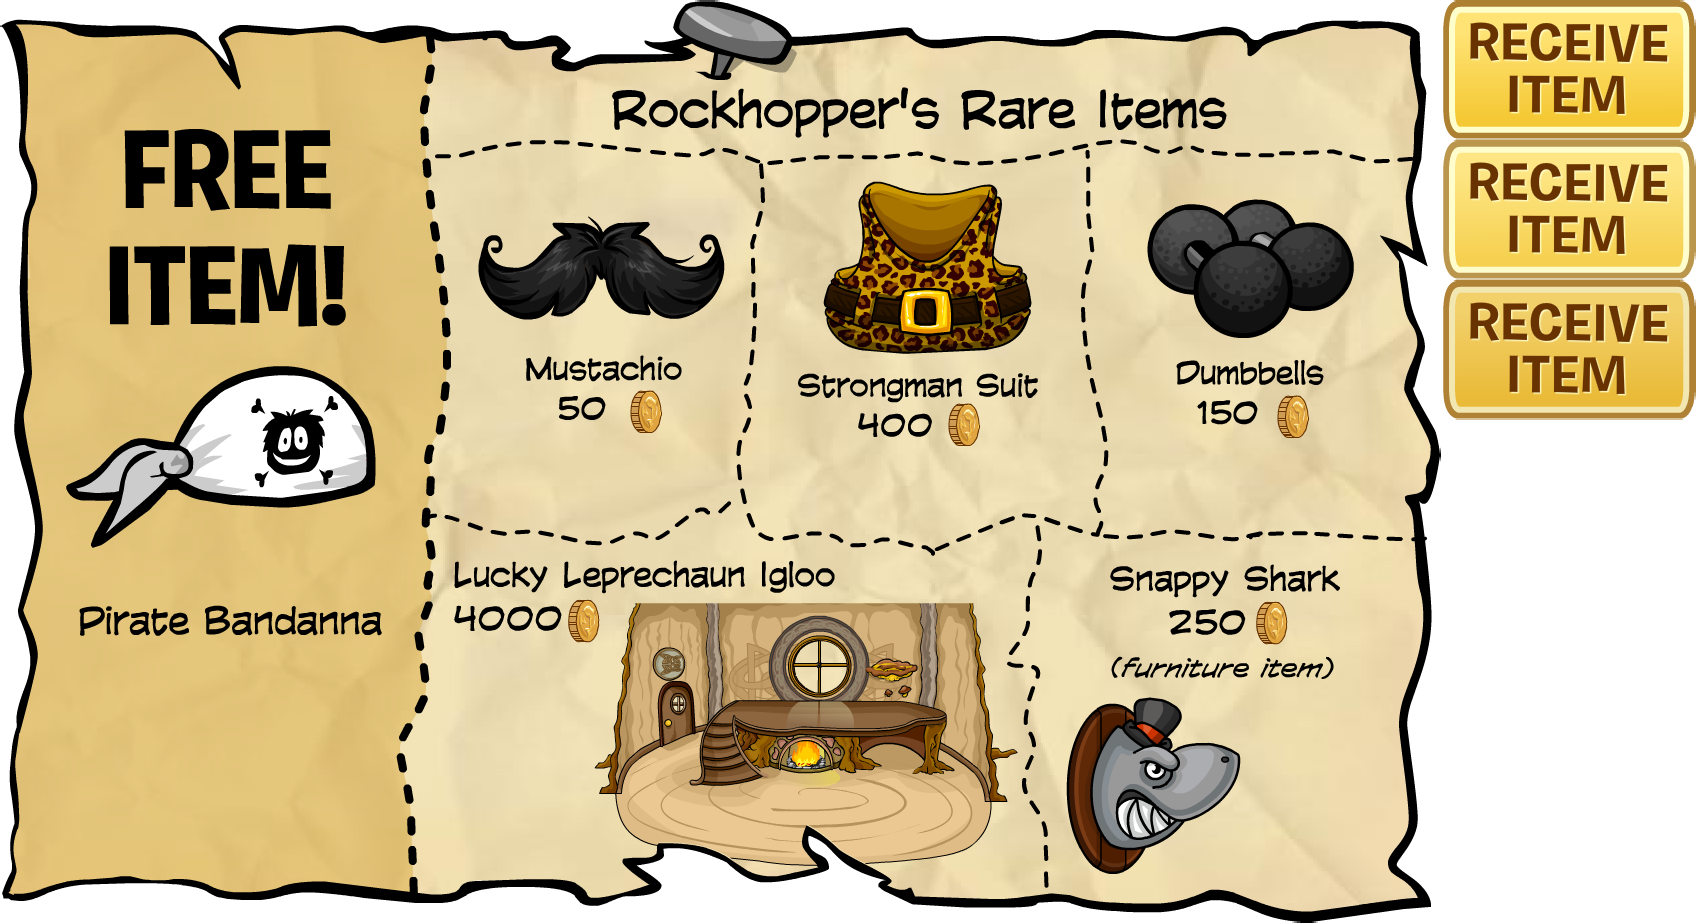 FREE
ITEM!
Pirate Bandanna
Rockhopper's Rare Items
Mustachio
50
Strongman Suit
400
Dumbbells
150
Lucky Leprechaun Igloo
4000
Snappy Shark
250
(furniture item)
RECEIVE
ITEM
RECEIVE
ITEM
RECEIVE
ITEM